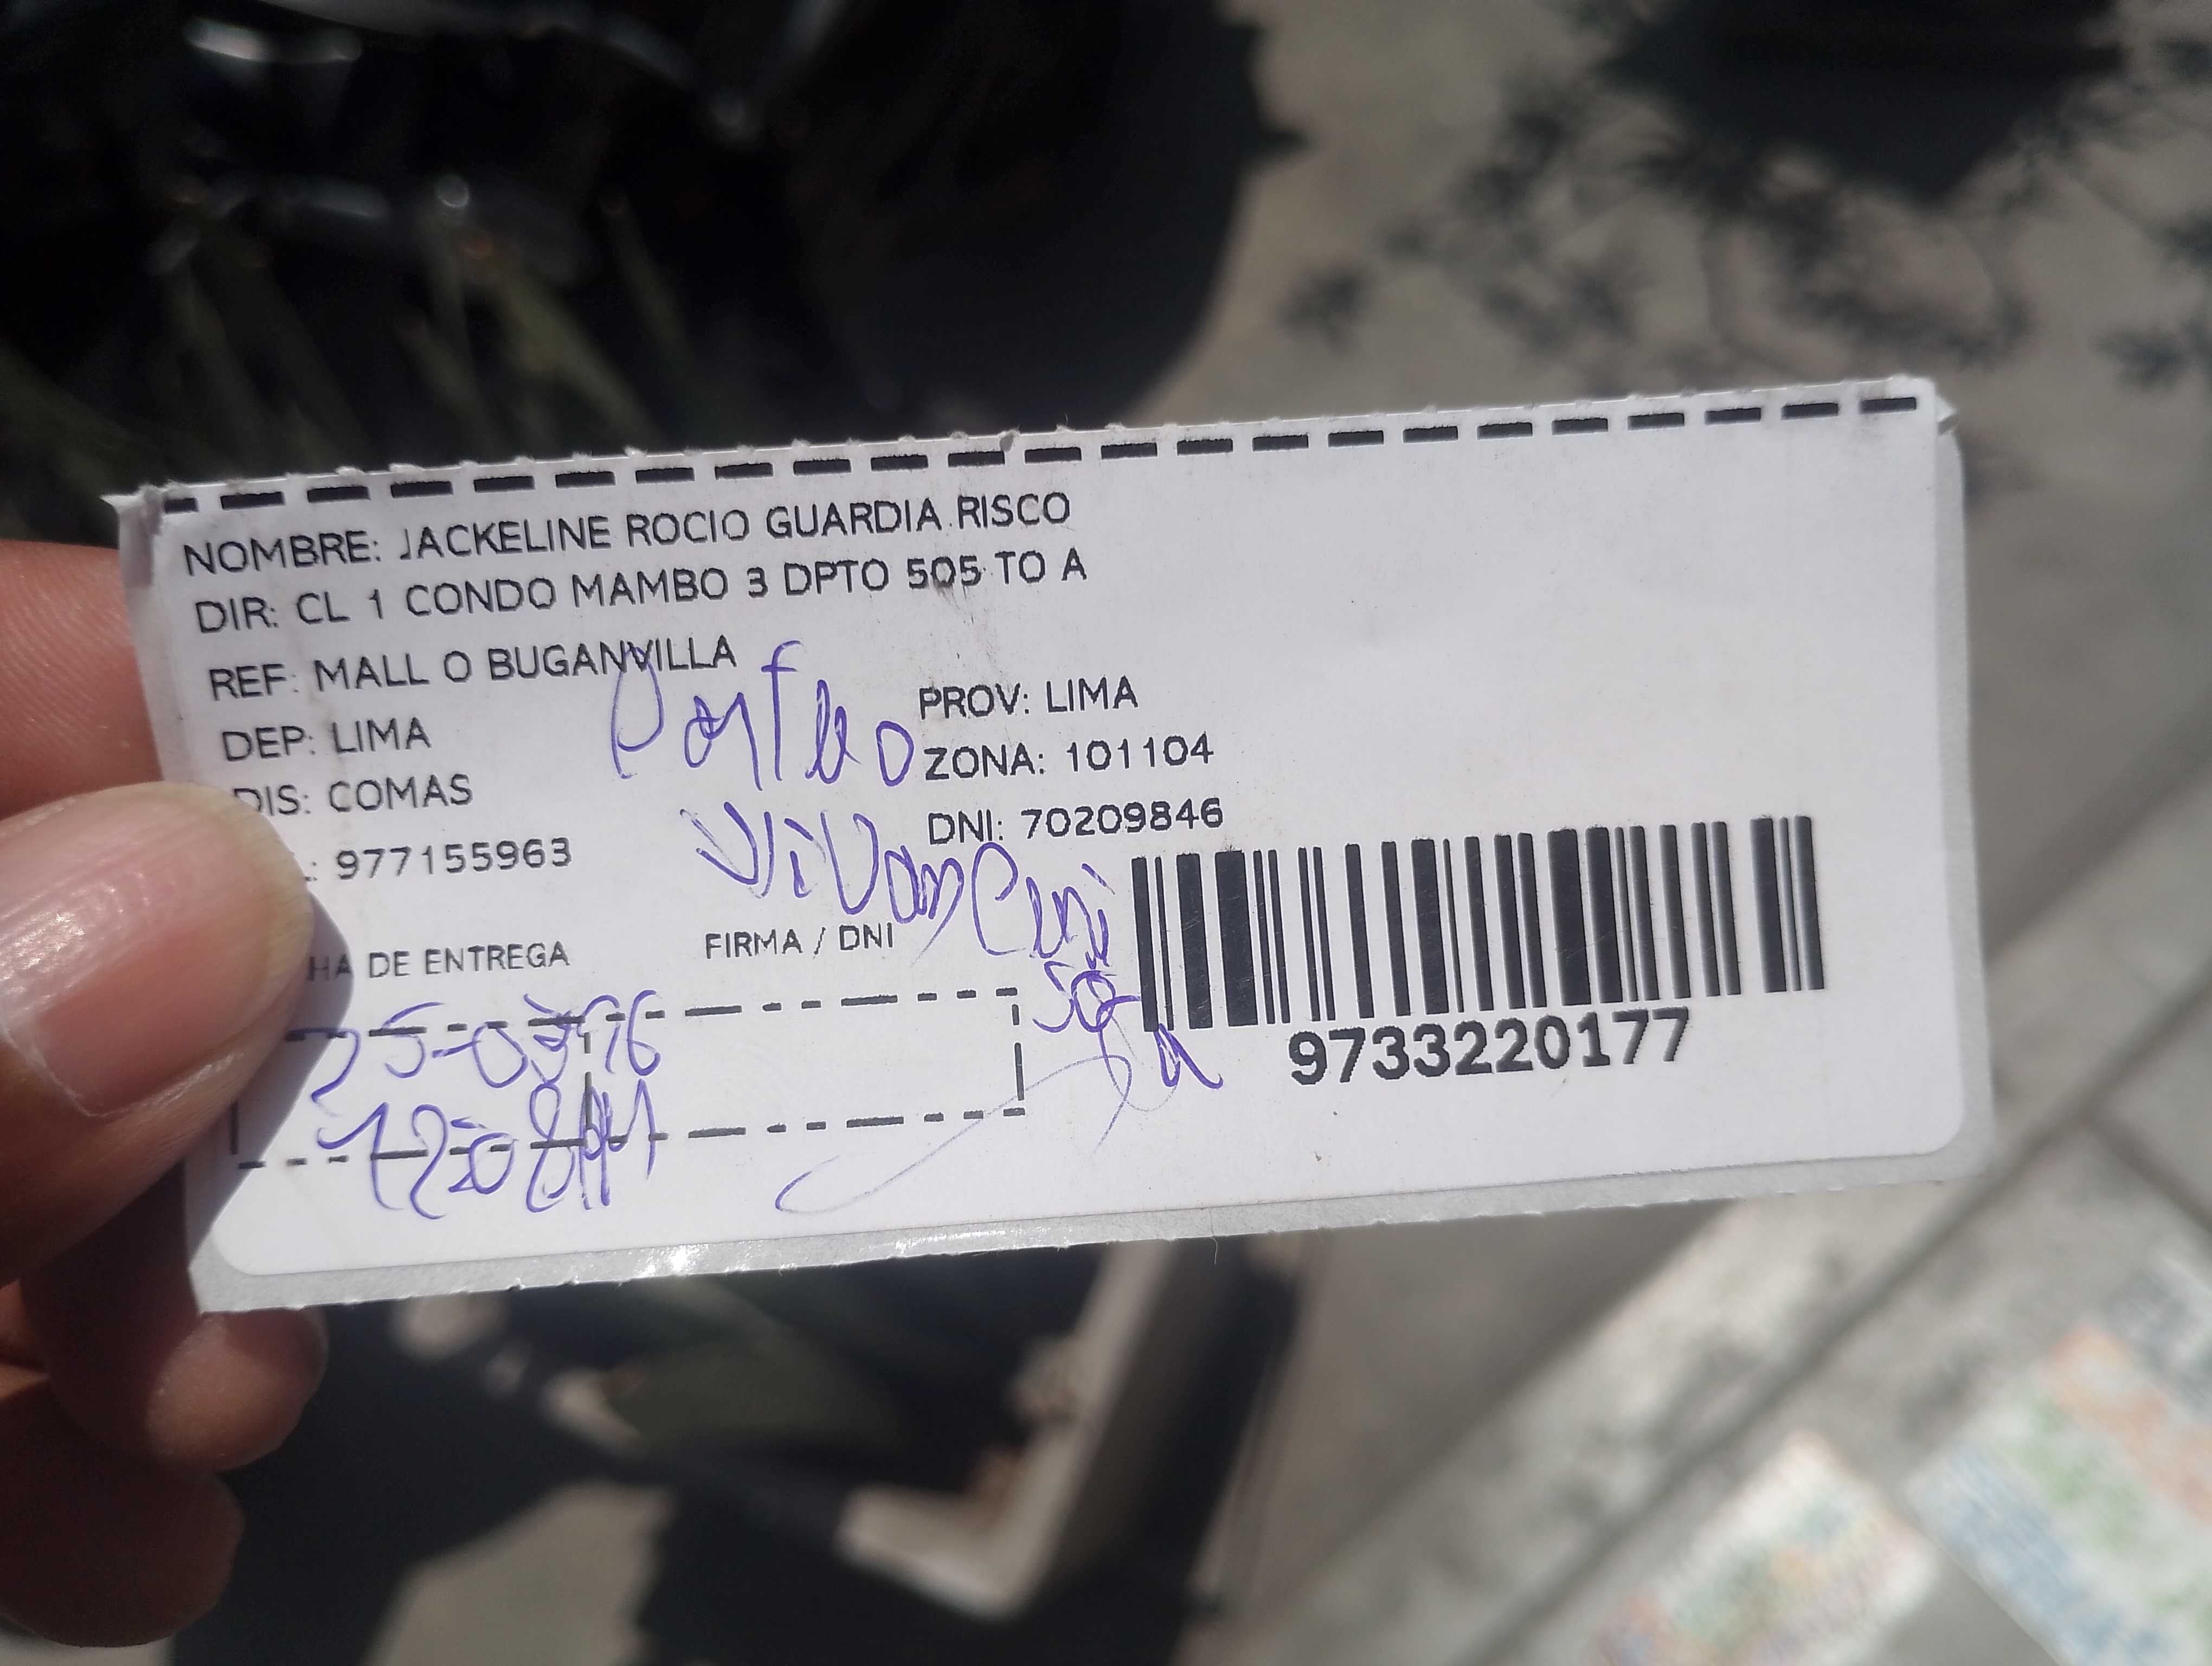 NOMBRE: JACKELINE ROCIO GUARDIA RISCO
DIR: CL 1 CONDO MAMBO 3 DPTO 505 TO A
REF: MALL O BUGANVILLA
DEP: LIMA
PROV: LIMA
DIS: COMAS
ZONA: 101104
: 977155963
DNI: 70209846
HA DE ENTREGA
FIRMA / DNI
9733220177